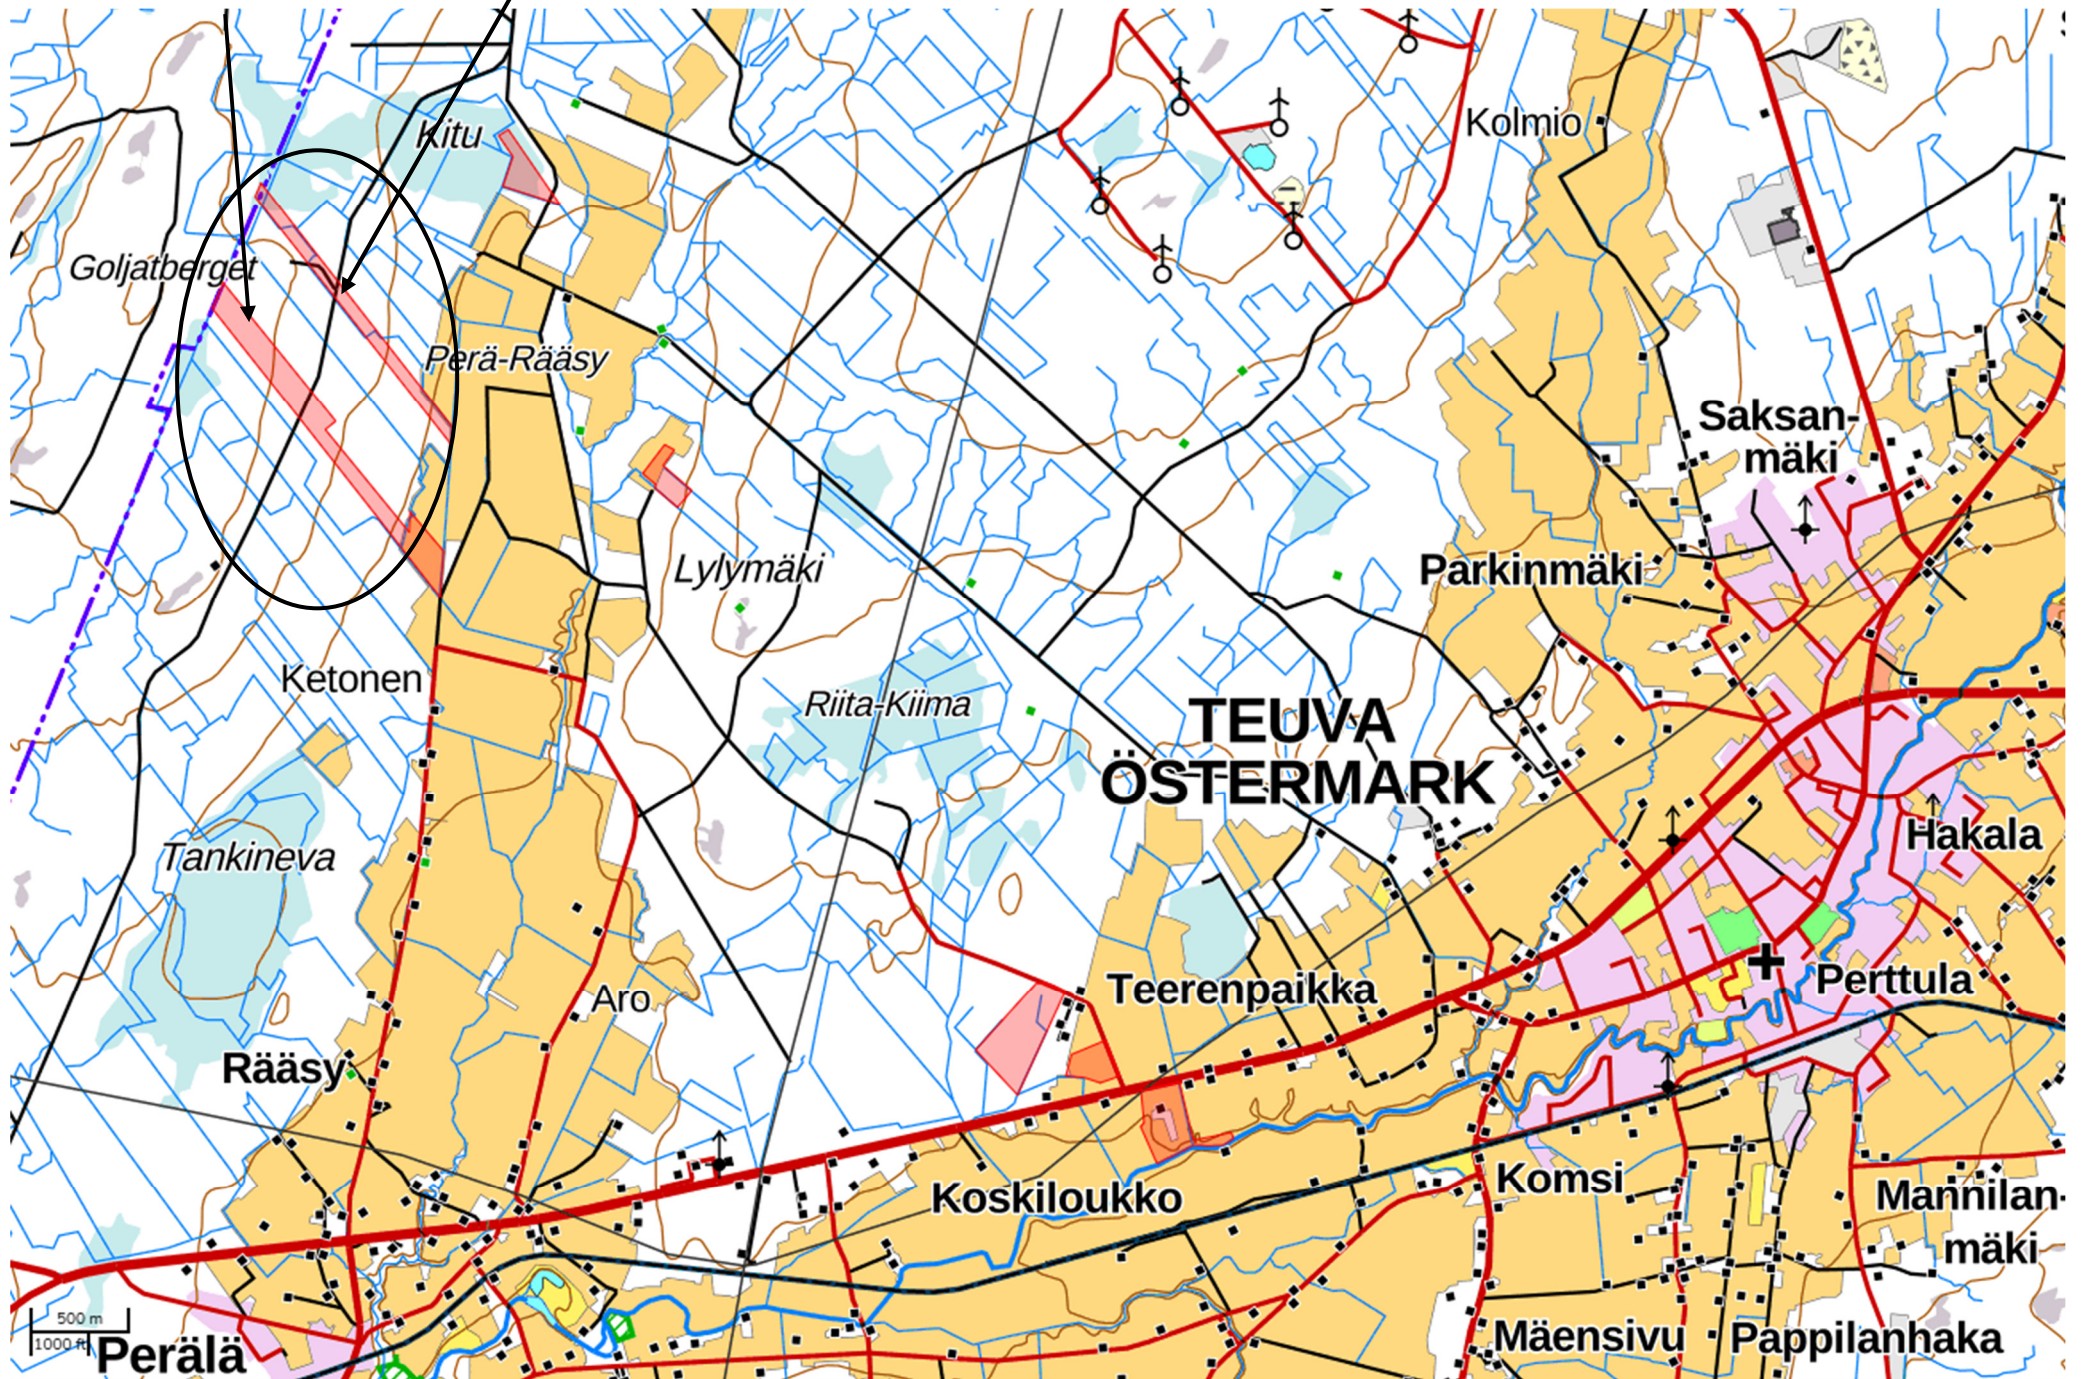 Kitu
Kolmio
Goljatberget
Perä-Rääsy
Saksan-
mäki
Lylymäki
Parkinmäki
Ketonen
Riita-Kiima
TEUVA
ÖSTERMARK
Tankineva
Hakala
Aro
Teerenpaikka
Perttula
Rääsy
Koskiloukko
Komsi
Mannilan-
mäki
500 m
1000 ft
Perälä
Mäensivu
Pappilanhaka